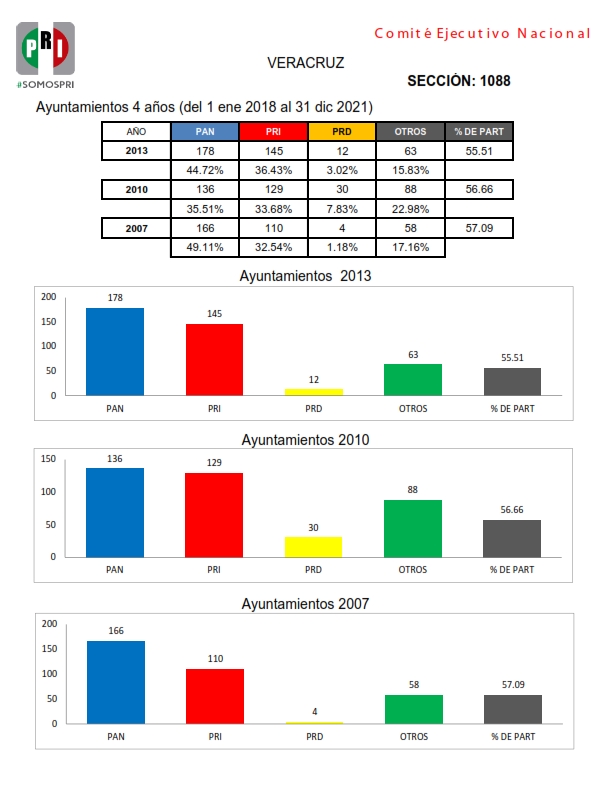 Comité Ejecutivo Nacional
PRI
#SOMOSPRI
VERACRUZ
SECCIÓN: 1088
Ayuntamientos 4 años (del 1 ene 2018 al 31 dic 2021)
AÑO PAN PRI PRD OTROS % DE PART
2013 178 145 12 63 55.51
44.72% 36.43% 3.02% 15.83%
2010 136 129 30 88 56.66
35.51% 33.68% 7.83% 22.98%
2007 166 110 4 58 57.09
49.11% 32.54% 1.18% 17.16%
Ayuntamientos 2013
200
150
100
50
0
178 145 12 63 55.51
PAN PRI PRD OTROS % DE PART
Ayuntamientos 2010
150
100
50
0
136 129 30 88 56.66
PAN PRI PRD OTROS % DE PART
Ayuntamientos 2007
200
150
100
50
0
166 110 4 58 57.09
PAN PRI PRD OTROS % DE PART